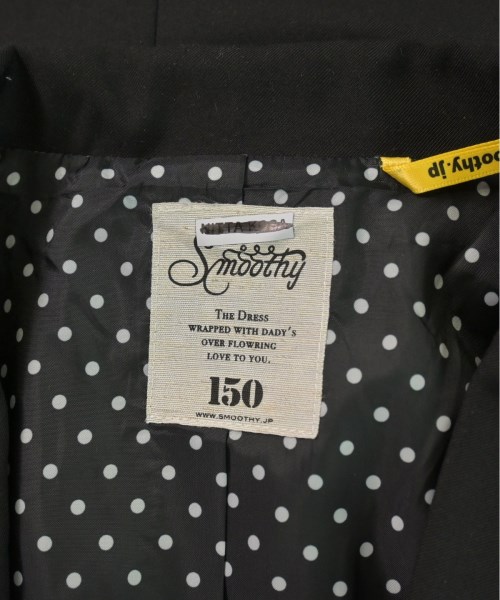 oothy.jp
Smoothy
THE DRESS
WRAPPED WITH DADY'S
OVER FLOWRING
LOVE TO YOU.
150
WWW.SMOOTHY.JP